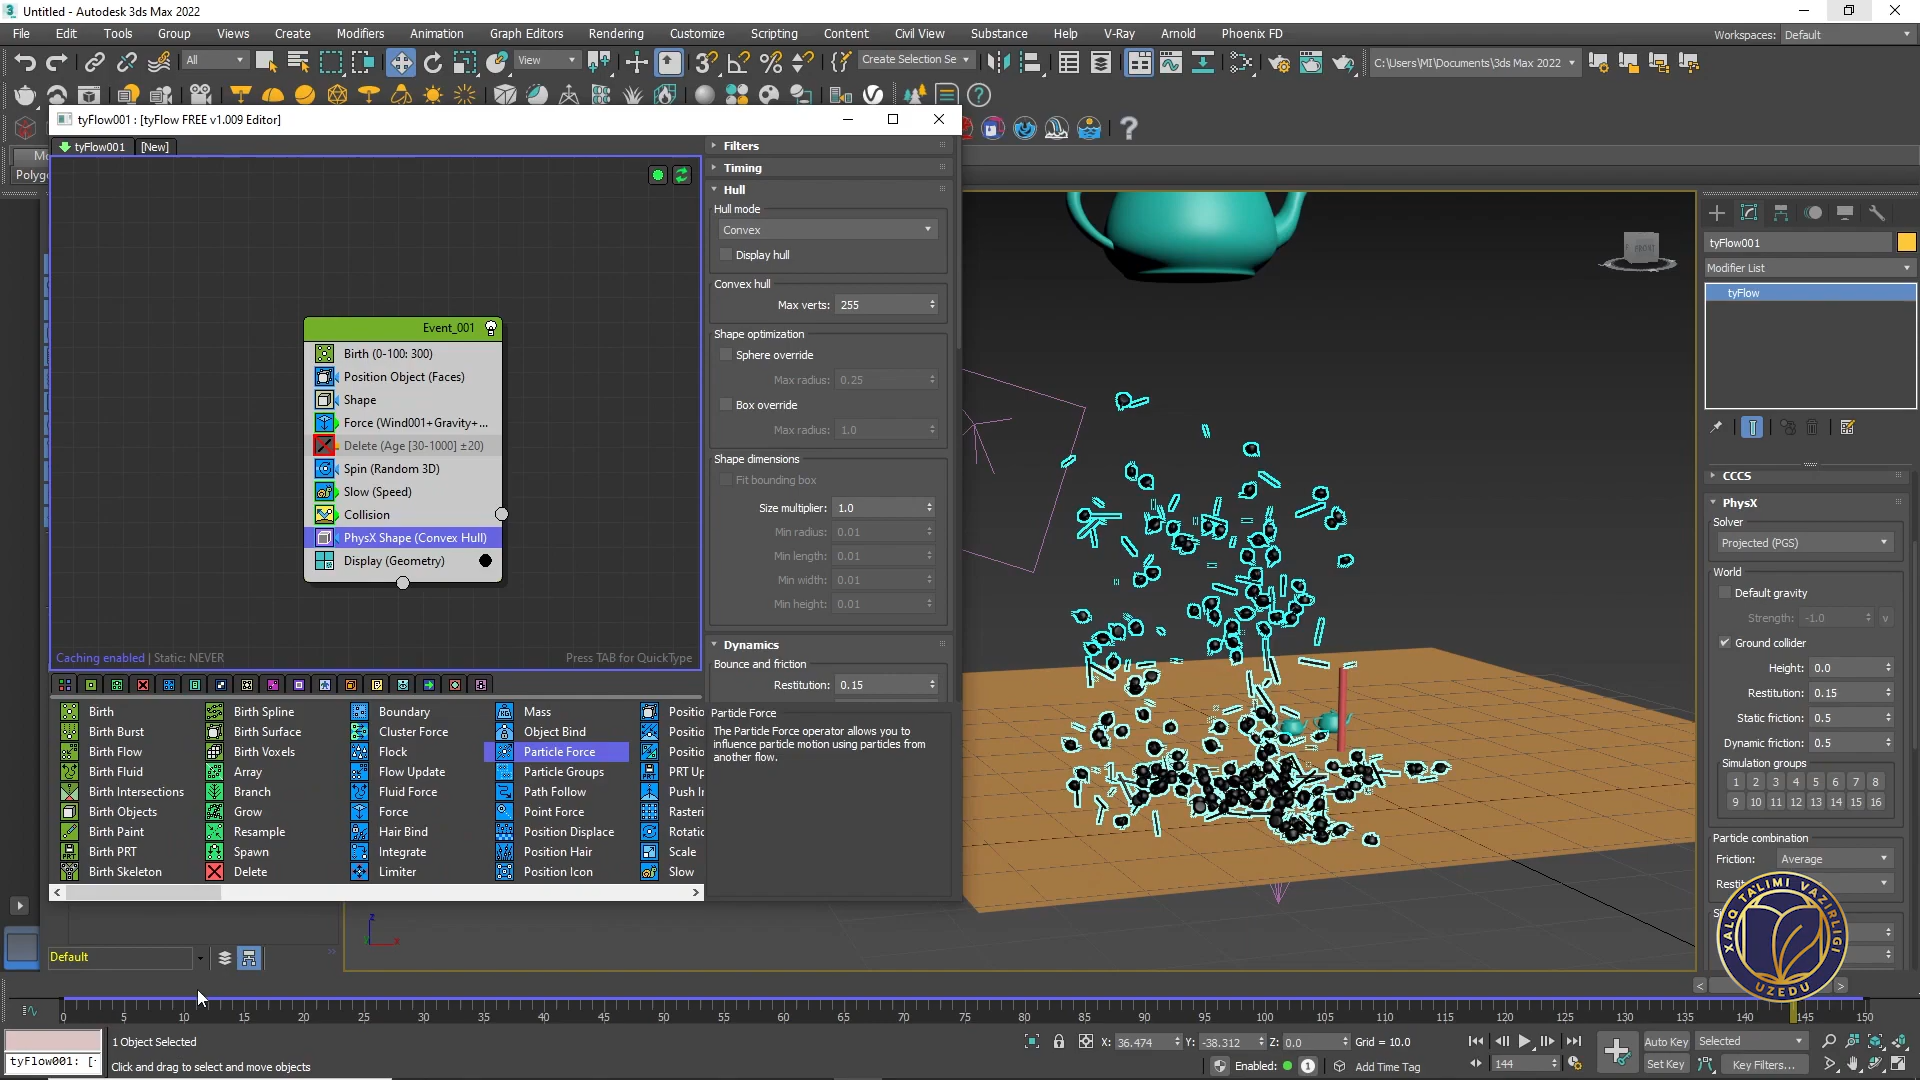 Untitled - Autodesk 3ds Max 2022
File Edit Tools Group Views Create Modifiers Animation Graph Editors Rendering Customize Scripting Content Civil View Substance Help V-Ray Arnold Phoenix FD
Workspaces: Default
All View Create Selection Se C:\Users\MI\Documents\3ds Max 2022
tyFlow001 : [tyFlow FREE v1.009 Editor]
tyFlow001 [New]
Event_001
Birth (0-100: 300)
Position Object (Faces)
Shape
Force (Wind001+Gravity+...
Delete (Age [30-1000] ±20)
Spin (Random 3D)
Slow (Speed)
Collision
PhysX Shape (Convex Hull)
Display (Geometry)
Caching enabled | Static: NEVER
Press TAB for QuickType
Filters
Timing
Hull
Hull mode
Convex
Display hull
Convex hull
Max verts: 255
Shape optimization
Sphere override
Max radius: 0.25
Box override
Max radius: 1.0
Shape dimensions
Fit bounding box
Size multiplier: 1.0
Min radius: 0.01
Min length: 0.01
Min width: 0.01
Min height: 0.01
Dynamics
Bounce and friction
Restitution: 0.15
Birth Birth Spline Boundary Mass Positio
Birth Burst Birth Surface Cluster Force Object Bind Positio
Birth Flow Birth Voxels Flock Particle Force Positio
Birth Fluid Array Flow Update Particle Groups PRT Up
Birth Intersections Branch Fluid Force Path Follow Push In
Birth Objects Grow Force Point Force Rasteri
Birth Paint Resample Hair Bind Position Displace Rotatio
Birth PRT Spawn Integrate Position Hair Scale
Birth Skeleton Delete Limiter Position Icon Slow
Particle Force
The Particle Force operator allows you to
influence particle motion using particles from
another flow.
FRONT
tyFlow001
Modifier List
tyFlow
CCCS
PhysX
Solver
Projected (PGS)
World
Default gravity
Strength: -1.0 v
Ground collider
Height: 0.0
Restitution: 0.15
Static friction: 0.5
Dynamic friction: 0.5
Simulation groups
1 2 3 4 5 6 7 8
9 10 11 12 13 14 15 16
Particle combination
Friction: Average
XALQ TA'LIMI VAZIRLIGI
UZEDU
z
x
Default
0 5 10 15 20 25 30 35 40 45 50 55 60 65 70 75 80 85 90 95 100 105 110 115 120 125 130 135 140 145 150
1 Object Selected
X: 36.474 Y: -38.312 Z: 0.0 Grid = 10.0
Auto Key Selected
tyFlow001: [
Click and drag to select and move objects
Enabled: 1 Add Time Tag
144
Set Key Key Filters...